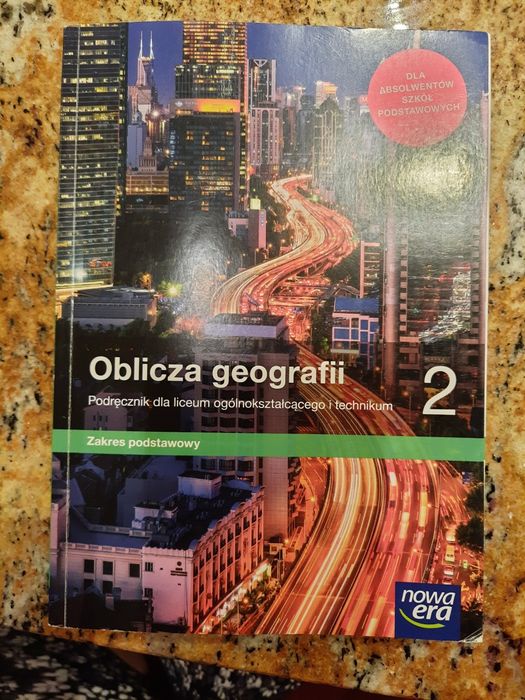 DLA
ABSOLWENTÓW
SZKÓŁ
PODSTAWOWYCH
Oblicza geografii
2
Podręcznik dla liceum ogólnokształcącego i technikum
Zakres podstawowy
nowa
era